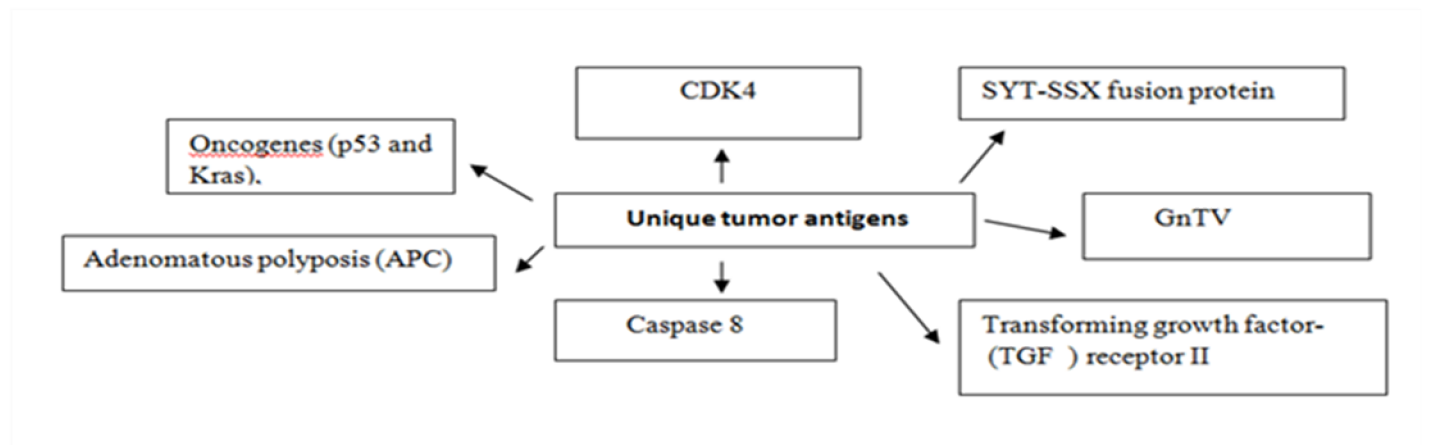 CDK4
SYT-SSX fusion protein
Oncogenes (p53 and
Kras).
Unique tumor antigens
GnTV
Adenomatous polyposis (APC)
Caspase 8
Transforming growth factor-
(TGF ) receptor II